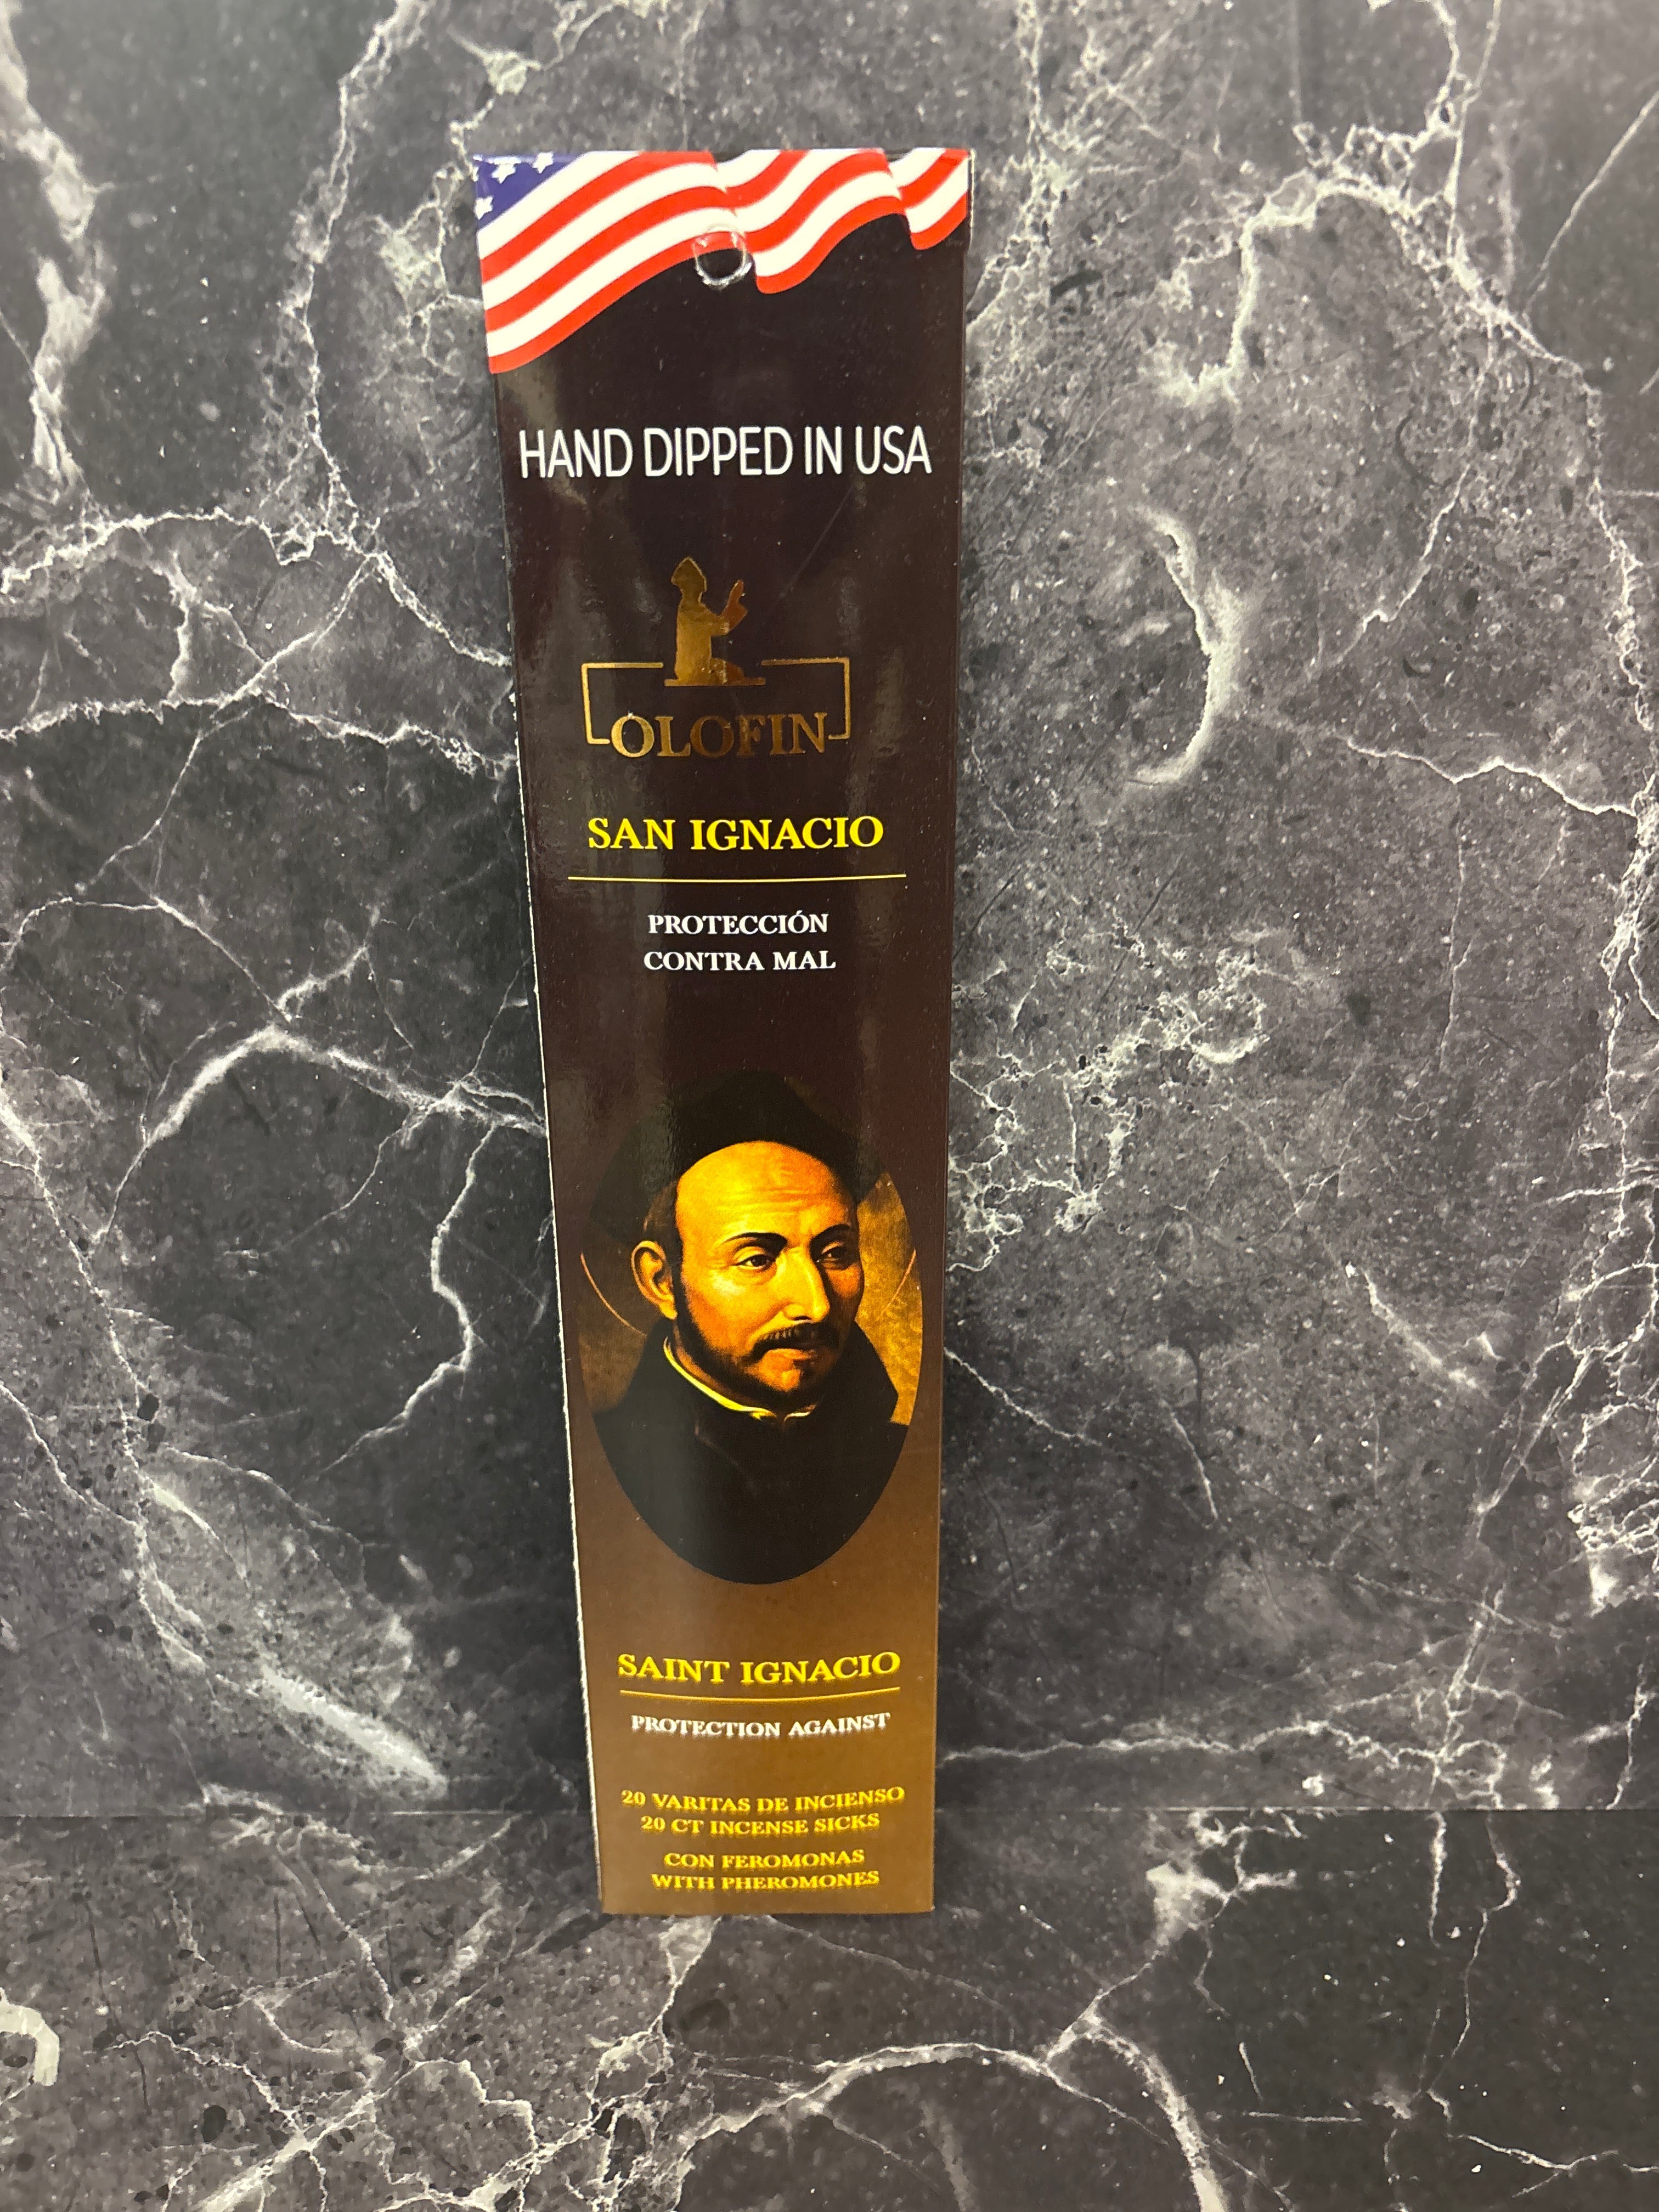 HAND DIPPED IN USA
OLOFIN
SAN IGNACIO
PROTECCIÓN
CONTRA MAL
SAINT IGNACIO
PROTECTION AGAINST
20 VARITAS DE INCIENSO
20 CT INCENSE SICKS
CON FEROMONAS
WITH PHEROMONES